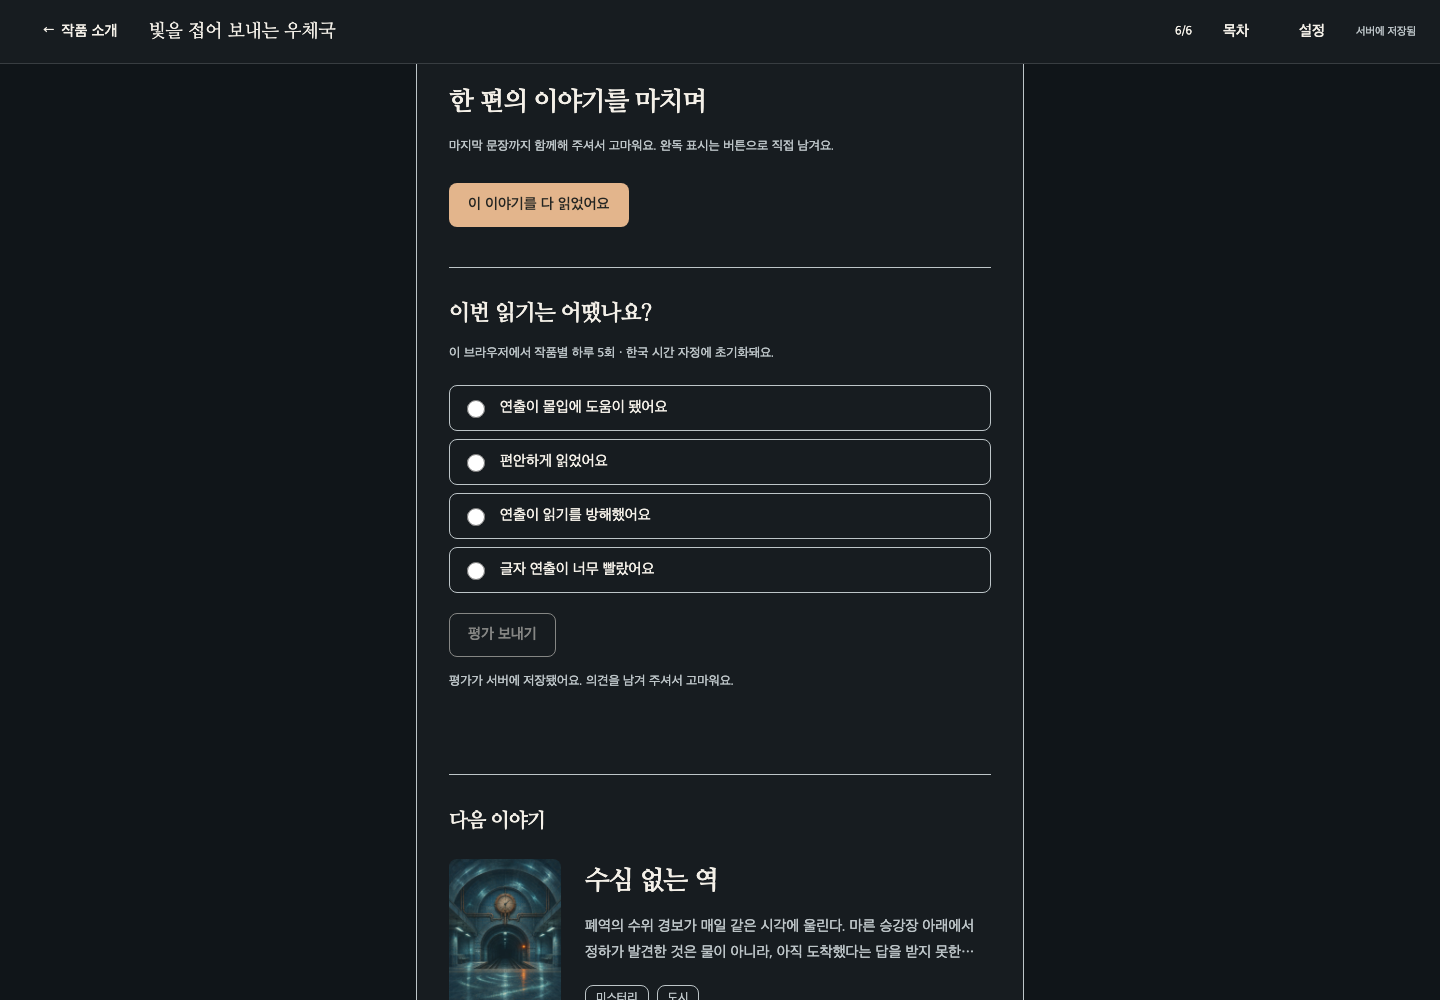 ← 작품 소개
빛을 접어 보내는 우체국
6/6
목차
설정
서버에 저장됨
한 편의 이야기를 마치며
마지막 문장까지 함께해 주셔서 고마워요. 완독 표시는 버튼으로 직접 남겨요.
이 이야기를 다 읽었어요
이번 읽기는 어땠나요?
이 브라우저에서 작품별 하루 5회 · 한국 시간 자정에 초기화돼요.
연출이 몰입에 도움이 됐어요
편안하게 읽었어요
연출이 읽기를 방해했어요
글자 연출이 너무 빨랐어요
평가 보내기
평가가 서버에 저장됐어요. 의견을 남겨 주셔서 고마워요.
다음 이야기
수심 없는 역
폐역의 수위 경보가 매일 같은 시각에 울린다. 마른 승강장 아래에서
정하가 발견한 것은 물이 아니라, 아직 도착했다는 답을 받지 못한…
미스터리
도시